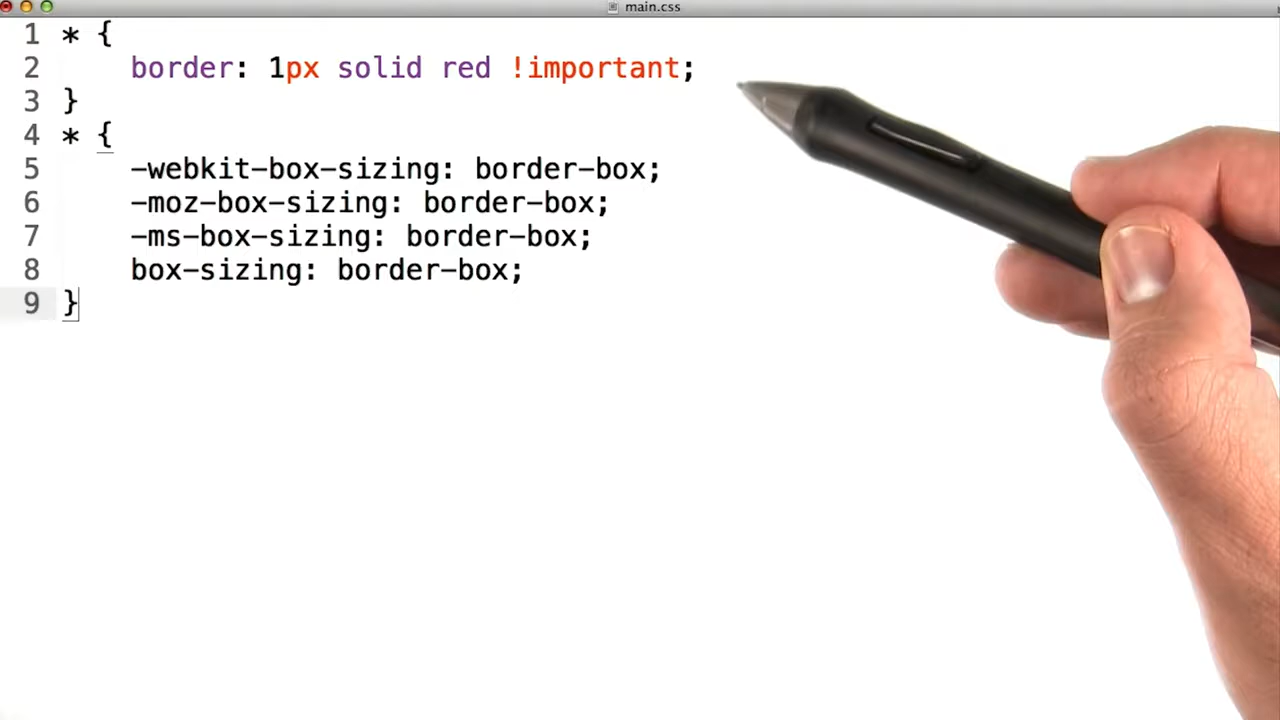 main.css
1 * {
2 border: 1px solid red !important;
3 }
4 * {
5 -webkit-box-sizing: border-box;
6 -moz-box-sizing: border-box;
7 -ms-box-sizing: border-box;
8 box-sizing: border-box;
9 }